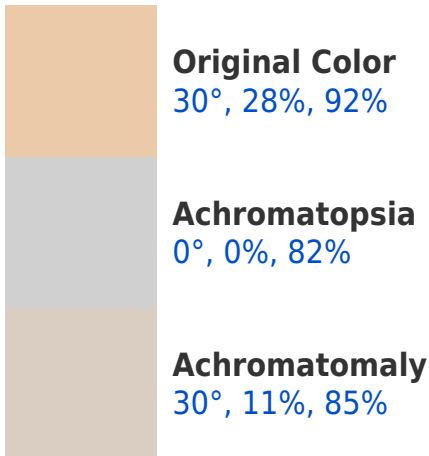 Original Color
30°, 28%, 92%
Achromatopsia
0°, 0%, 82%
Achromatomaly
30°, 11%, 85%